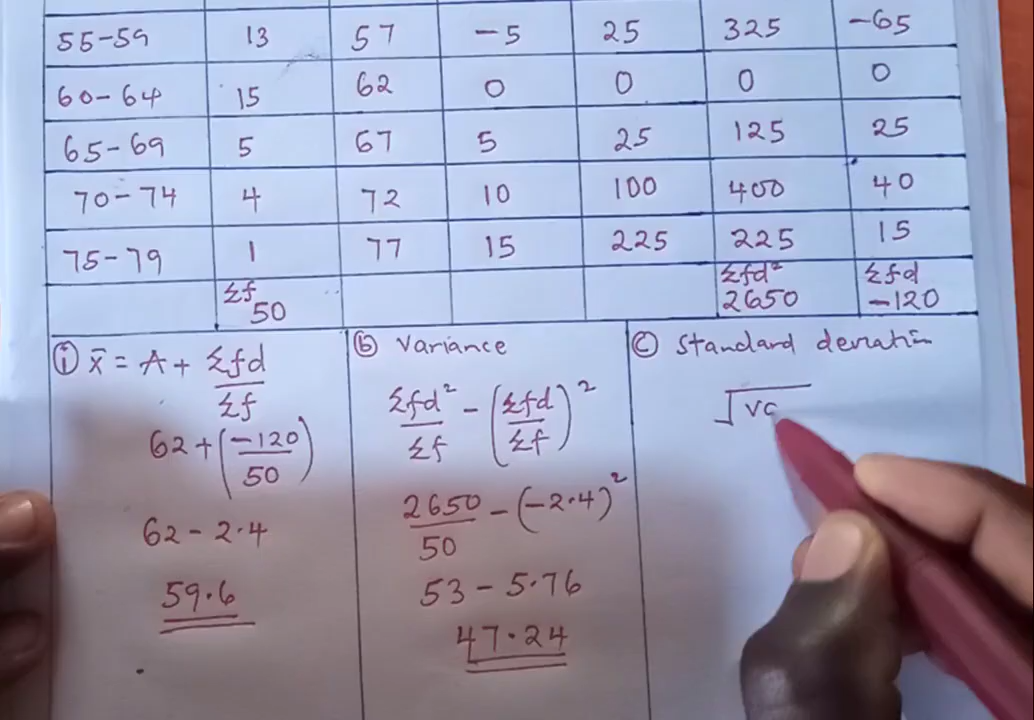 55-59 13 57 -5 25 325 -65
60-64 15 62 0 0 0 0
65-69 5 67 5 25 125 25
70-74 4 72 10 100 400 40
75-79 1 77 15 225 225 15
Σf 50 Σfd² 2650 Σfd -120
(i) x̄ = A + Σfd/Σf
62 + (-120/50)
62 - 2.4
59.6
(b) Variance
Σfd²/Σf - (Σfd/Σf)²
2650/50 - (-2.4)²
53 - 5.76
47.24
(c) Standard deviation
√va